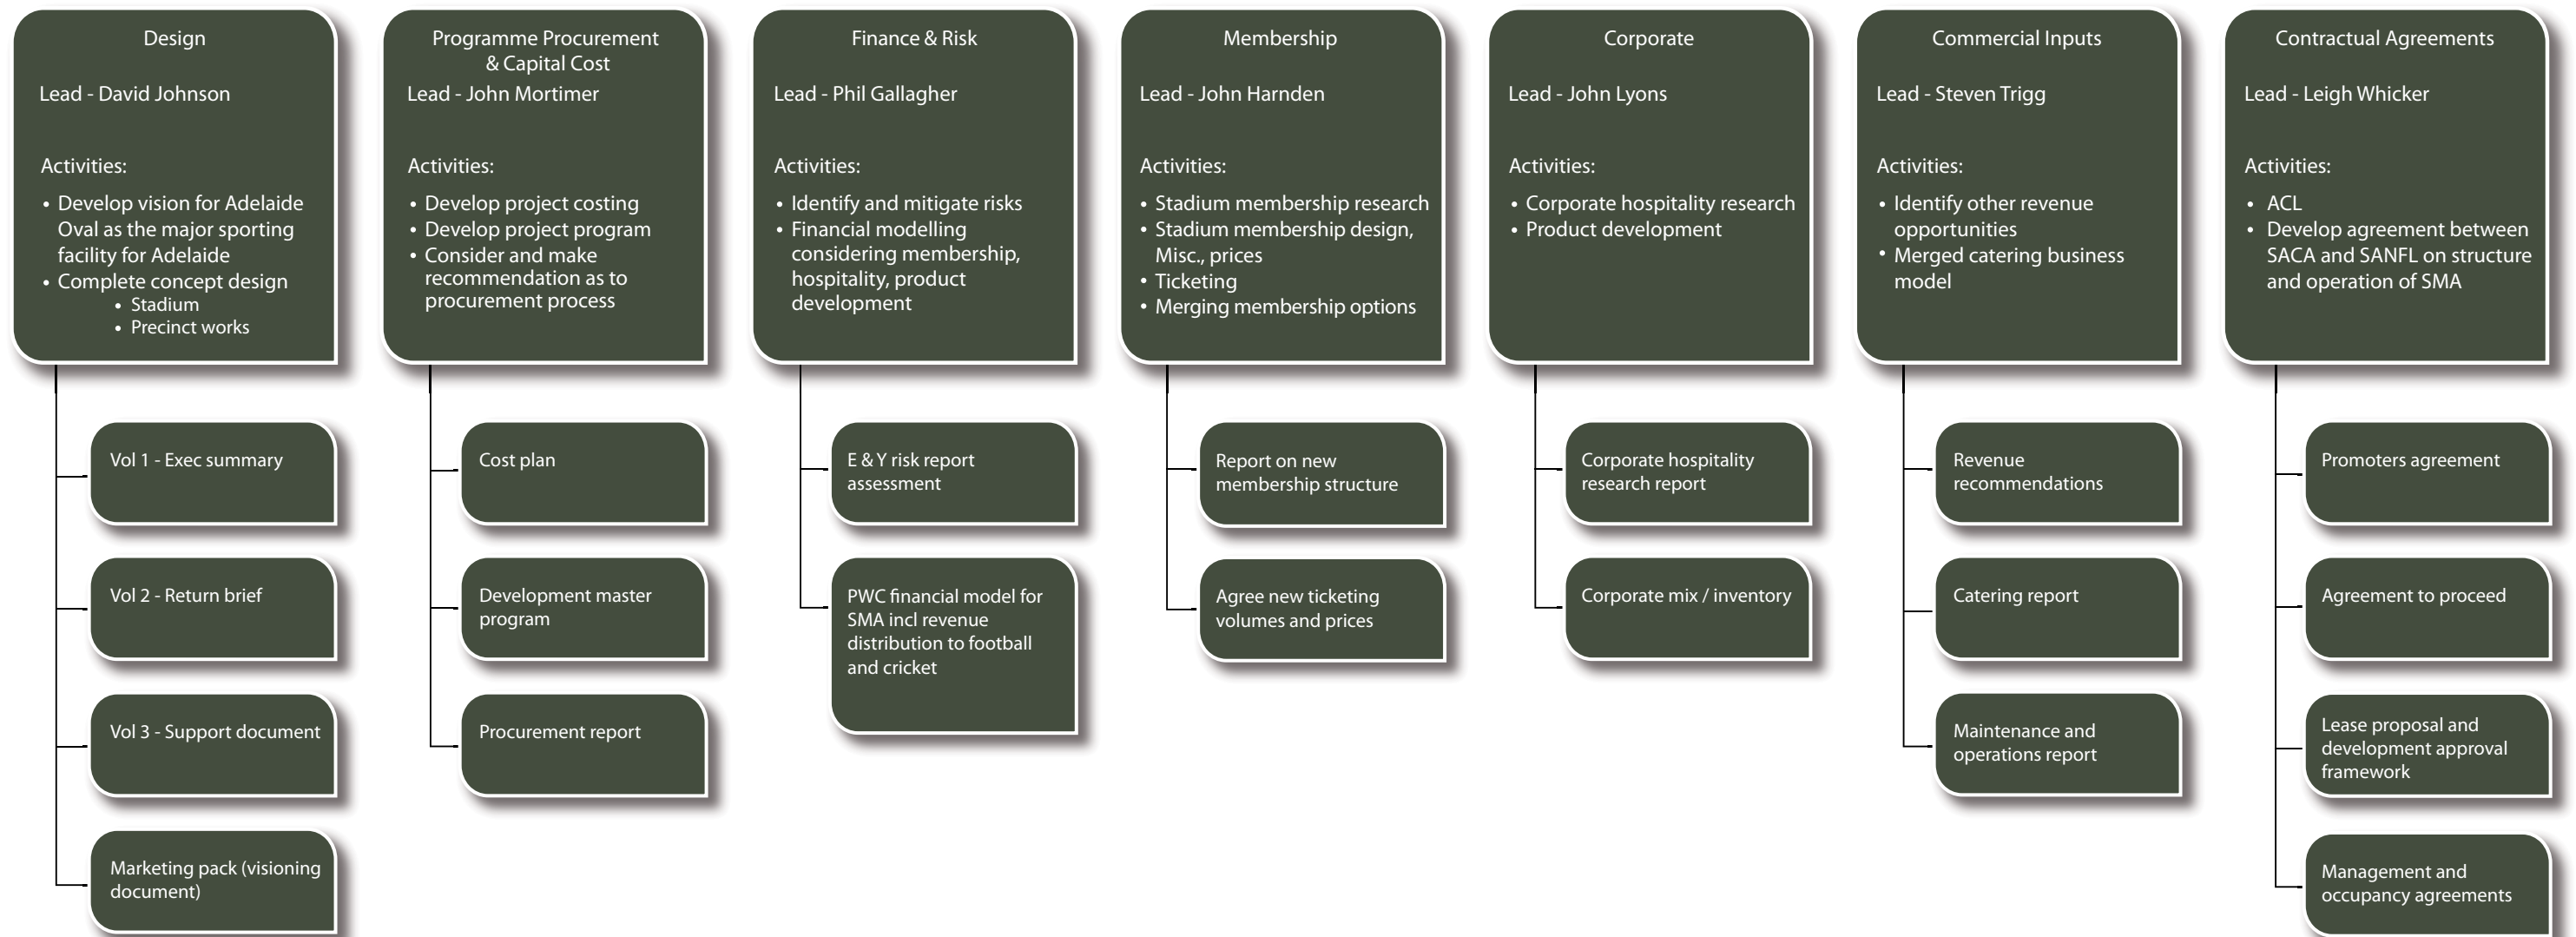 Design
Lead - David Johnson
Activities:
• Develop vision for Adelaide
Oval as the major sporting
facility for Adelaide
• Complete concept design
• Stadium
• Precinct works
Vol 1 - Exec summary
Vol 2 - Return brief
Vol 3 - Support document
Marketing pack (visioning
document)
Programme Procurement
& Capital Cost
Lead - John Mortimer
Activities:
• Develop project costing
• Develop project program
• Consider and make
recommendation as to
procurement process
Cost plan
Development master
program
Procurement report
Finance & Risk
Lead - Phil Gallagher
Activities:
• Identify and mitigate risks
• Financial modelling
considering membership,
hospitality, product
development
E & Y risk report
assessment
PWC financial model for
SMA incl revenue
distribution to football
and cricket
Membership
Lead - John Harnden
Activities:
• Stadium membership research
• Stadium membership design,
Misc., prices
• Ticketing
• Merging membership options
Report on new
membership structure
Agree new ticketing
volumes and prices
Corporate
Lead - John Lyons
Activities:
• Corporate hospitality research
• Product development
Corporate hospitality
research report
Corporate mix / inventory
Commercial Inputs
Lead - Steven Trigg
Activities:
• Identify other revenue
opportunities
• Merged catering business
model
Revenue
recommendations
Catering report
Maintenance and
operations report
Contractual Agreements
Lead - Leigh Whicker
Activities:
• ACL
• Develop agreement between
SACA and SANFL on structure
and operation of SMA
Promoters agreement
Agreement to proceed
Lease proposal and
development approval
framework
Management and
occupancy agreements